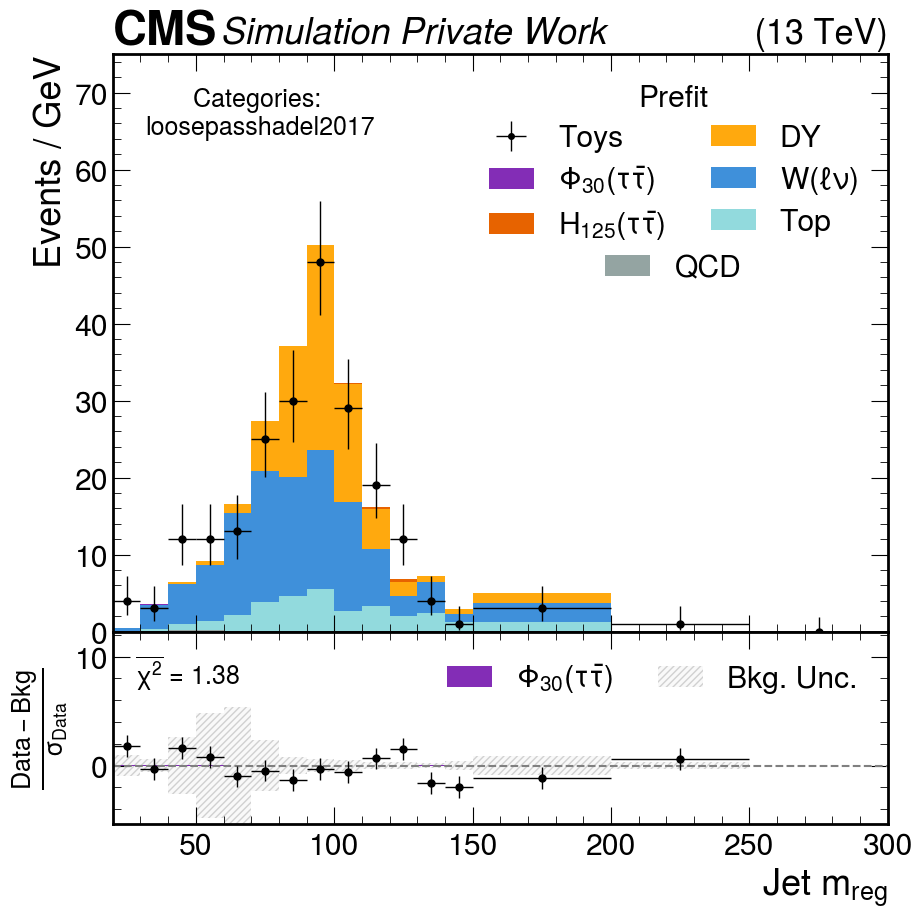 CMS Simulation Private Work (13 TeV)
Events / GeV
70
60
50
40
30
20
10
0
Categories:
loosepasshadel2017
Prefit
Toys
Φ30(ττ̄)
H125(ττ̄)
DY
W(ℓν)
Top
QCD
Data – Bkg
σData
10
0
0
χ² = 1.38
Φ30(ττ̄)
Bkg. Unc.
50 100 150 200 250 300
Jet mreg